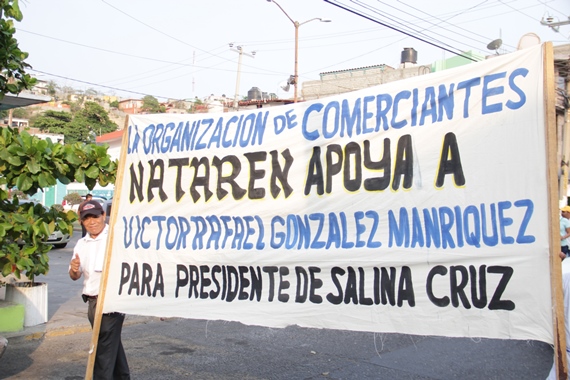 LA ORGANIZACION DE COMERCIANTES
NATAREN APOYA A
VICTOR RAFAEL GONZALEZ MANRIQUEZ
PARA PRESIDENTE DE SALINA CRUZ